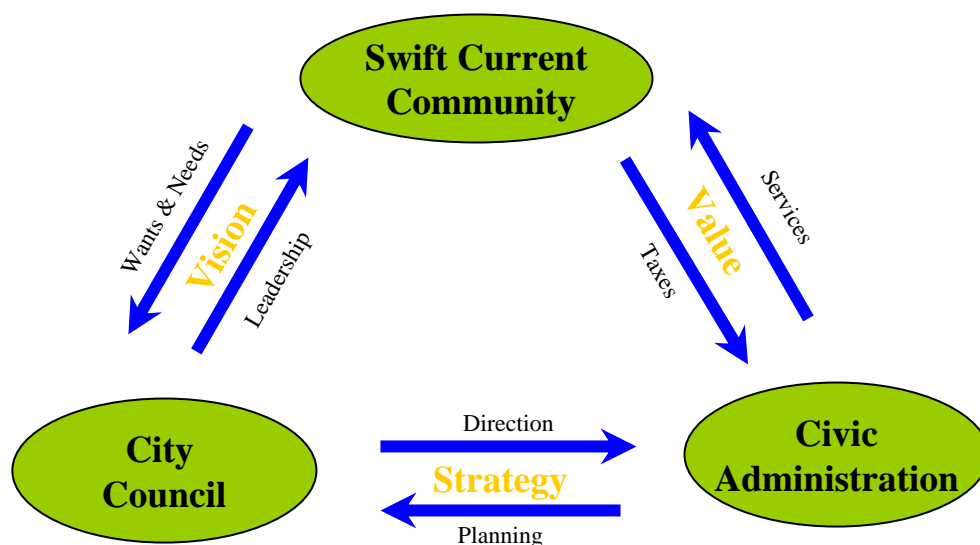 Swift Current
Community
Wants & Needs
Vision
Leadership
Taxes
Value
Services
City
Council
Direction
Strategy
Planning
Civic
Administration